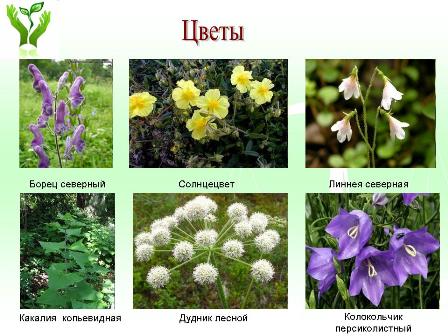 Цветы
Борец северный
Солнцецвет
Линнея северная
Какалия копьевидная
Дудник лесной
Колокольчик
персиколистный